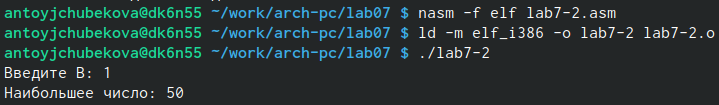 antoyjchubekova@dk6n55 ~/work/arch-pc/lab07 $ nasm -f elf lab7-2.asm
antoyjchubekova@dk6n55 ~/work/arch-pc/lab07 $ ld -m elf_i386 -o lab7-2 lab7-2.o
antoyjchubekova@dk6n55 ~/work/arch-pc/lab07 $ ./lab7-2
Введите В: 1
Наибольшее число: 50